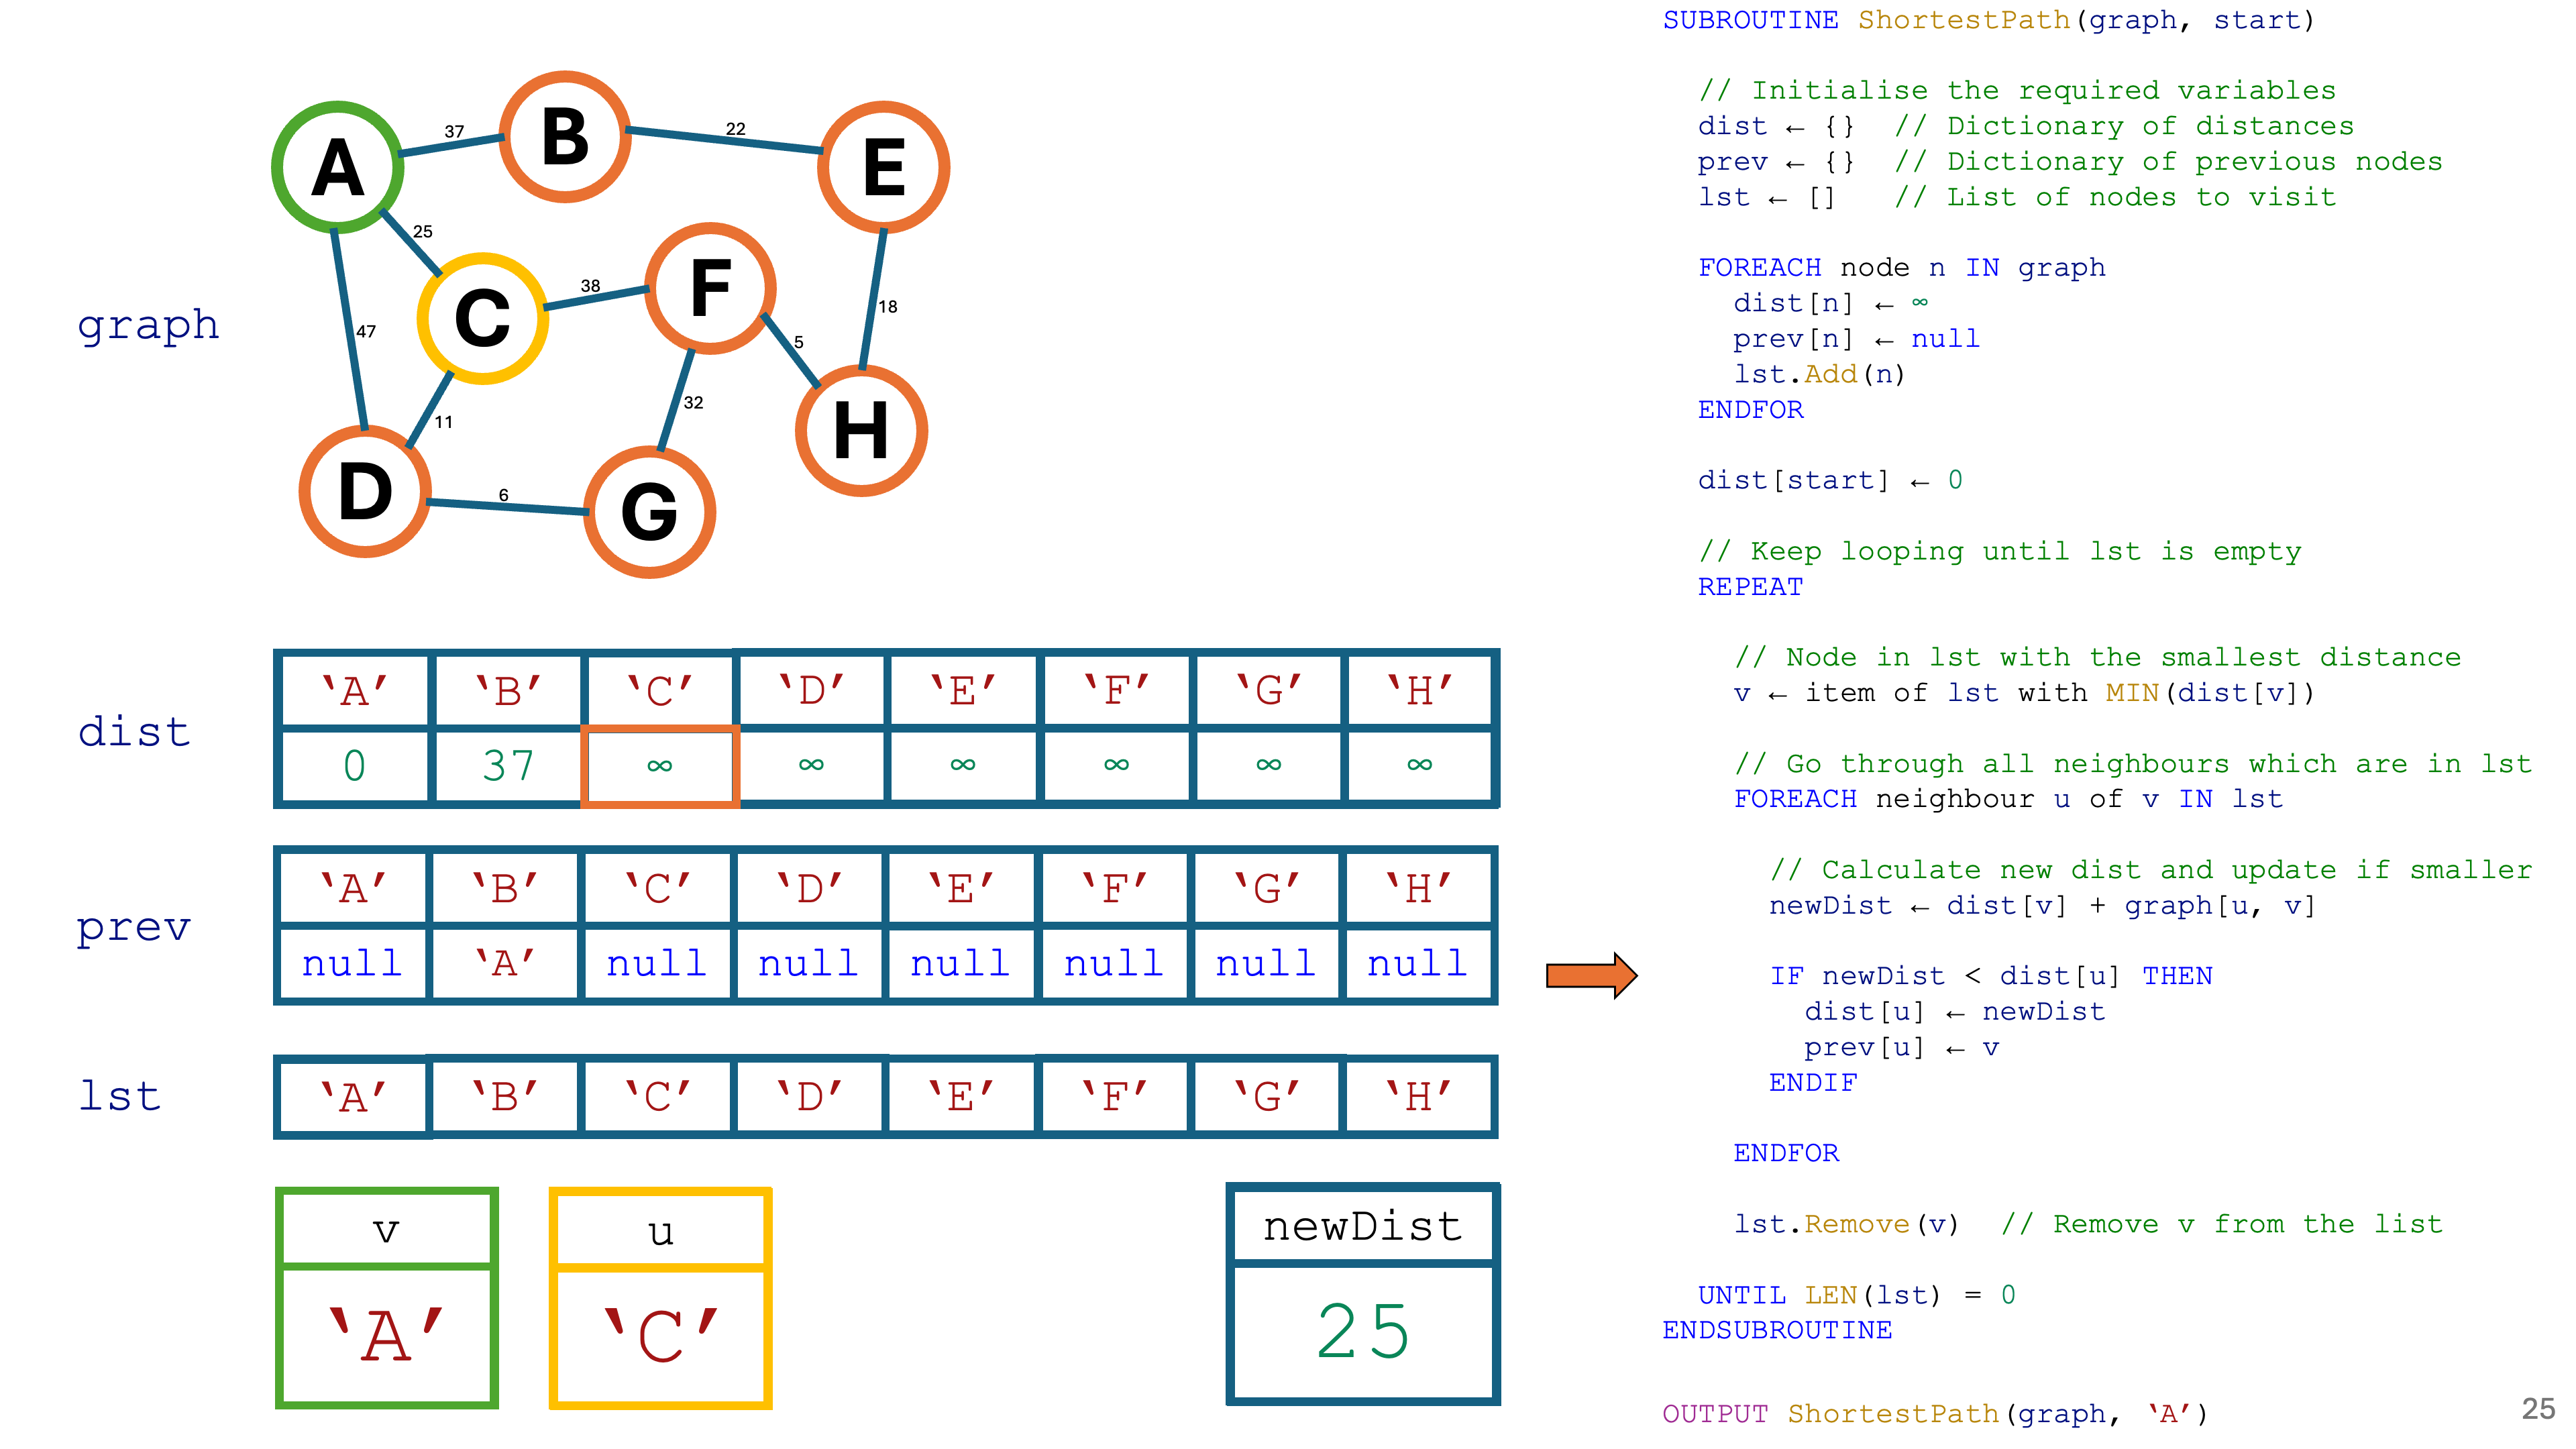 graph
A
B
C
D
E
F
G
H
37
22
25
38
47
11
6
32
5
18
dist
‘A’ ‘B’ ‘C’ ‘D’ ‘E’ ‘F’ ‘G’ ‘H’
0 37 ∞ ∞ ∞ ∞ ∞ ∞
prev
‘A’ ‘B’ ‘C’ ‘D’ ‘E’ ‘F’ ‘G’ ‘H’
null ‘A’ null null null null null null
lst
‘A’ ‘B’ ‘C’ ‘D’ ‘E’ ‘F’ ‘G’ ‘H’
v
‘A’
u
‘C’
newDist
25
SUBROUTINE ShortestPath(graph, start)
// Initialise the required variables
dist ← {} // Dictionary of distances
prev ← {} // Dictionary of previous nodes
lst ← [] // List of nodes to visit
FOREACH node n IN graph
dist[n] ← ∞
prev[n] ← null
lst.Add(n)
ENDFOR
dist[start] ← 0
// Keep looping until lst is empty
REPEAT
// Node in lst with the smallest distance
v ← item of lst with MIN(dist[v])
// Go through all neighbours which are in lst
FOREACH neighbour u of v IN lst
// Calculate new dist and update if smaller
newDist ← dist[v] + graph[u, v]
IF newDist < dist[u] THEN
dist[u] ← newDist
prev[u] ← v
ENDIF
ENDFOR
lst.Remove(v) // Remove v from the list
UNTIL LEN(lst) = 0
ENDSUBROUTINE
OUTPUT ShortestPath(graph, ‘A’)
25